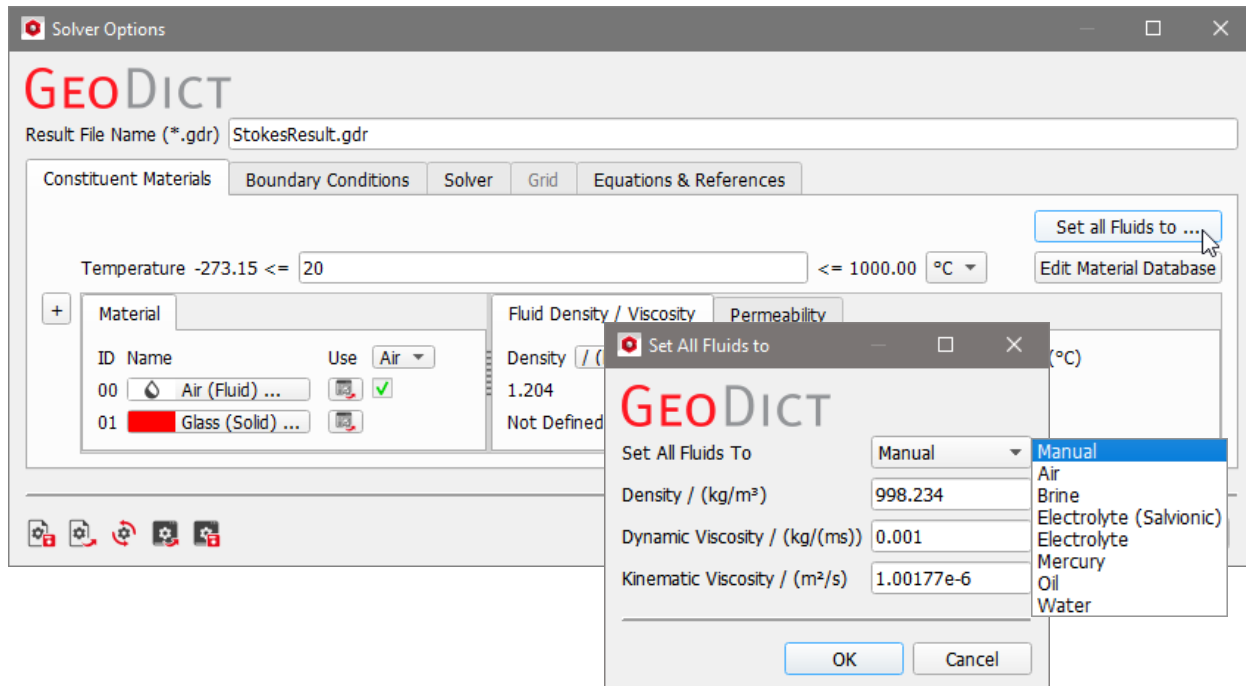 Solver Options
GEODICT
Result File Name (*.gdr) StokesResult.gdr
Constituent Materials Boundary Conditions Solver Grid Equations & References
Set all Fluids to ...
Temperature -273.15 <= 20 <= 1000.00 °C
Edit Material Database
+ Material Fluid Density / Viscosity Permeability
ID Name Use Air Density / ( (°C)
00 Air (Fluid) ... 1.204
01 Glass (Solid) ... Not Defined
Set All Fluids to
GEODICT
Set All Fluids To Manual
Density / (kg/m³) 998.234
Dynamic Viscosity / (kg/(ms)) 0.001
Kinematic Viscosity / (m²/s) 1.00177e-6
OK Cancel
Manual
Air
Brine
Electrolyte (Salvionic)
Electrolyte
Mercury
Oil
Water